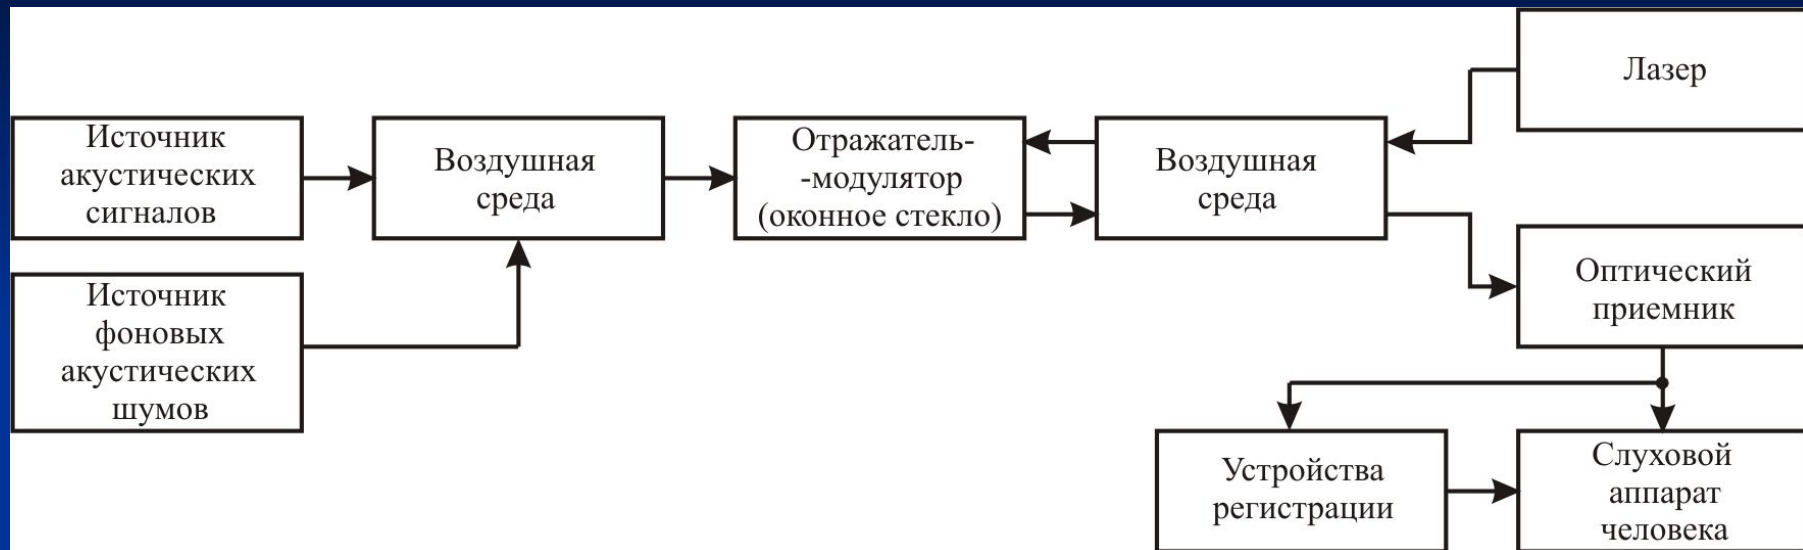 Лазер
Источник
акустических
сигналов
Воздушная
среда
Отражатель-
-модулятор
(оконное стекло)
Воздушная
среда
Источник
фоновых
акустических
шумов
Оптический
приемник
Устройства
регистрации
Слуховой
аппарат
человека